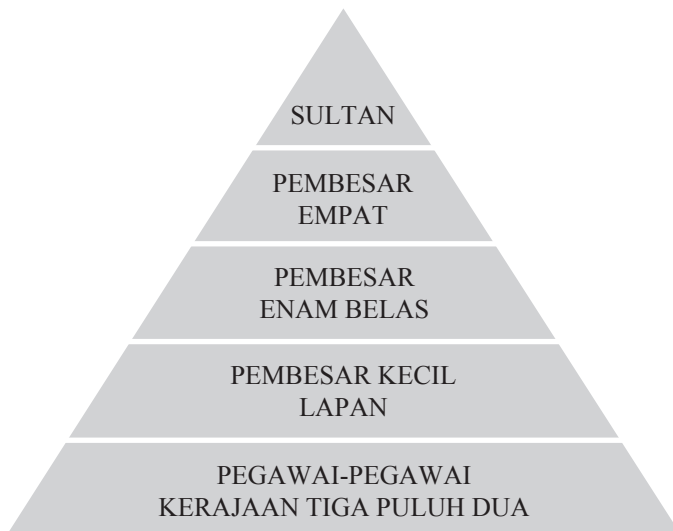 SULTAN
PEMBESAR
EMPAT
PEMBESAR
ENAM BELAS
PEMBESAR KECIL
LAPAN
PEGAWAI-PEGAWAI
KERAJAAN TIGA PULUH DUA